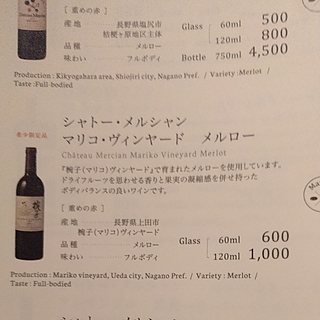 ［ 重めの赤 ］
産 地 長野県塩尻市
桔梗ヶ原地区主体
品 種 メルロー
味わい フルボディ
Glass 60ml 500
120ml 800
Bottle 750ml 4,500
Production : Kikyogahara area, Shiojiri city, Nagano Pref. / Variety : Merlot /
Taste : Full-bodied
希少限定品
シャトー・メルシャン
マリコ・ヴィンヤード メルロー
Château Mercian Mariko Vineyard Merlot
『椀子(マリコ)ヴィンヤード』で育まれたメルローを使用しています。
ドライフルーツを思わせる香りと果実の凝縮感を併せ持った
ボディバランスの良いワインです。
［ 重めの赤 ］
産 地 長野県上田市
椀子(マリコ)ヴィンヤード
品種 メルロー
味わい フルボディ
Glass 60ml 600
120ml 1,000
Production : Mariko vineyard, Ueda city, Nagano Pref. / Variety : Merlot /
Taste : Full-bodied